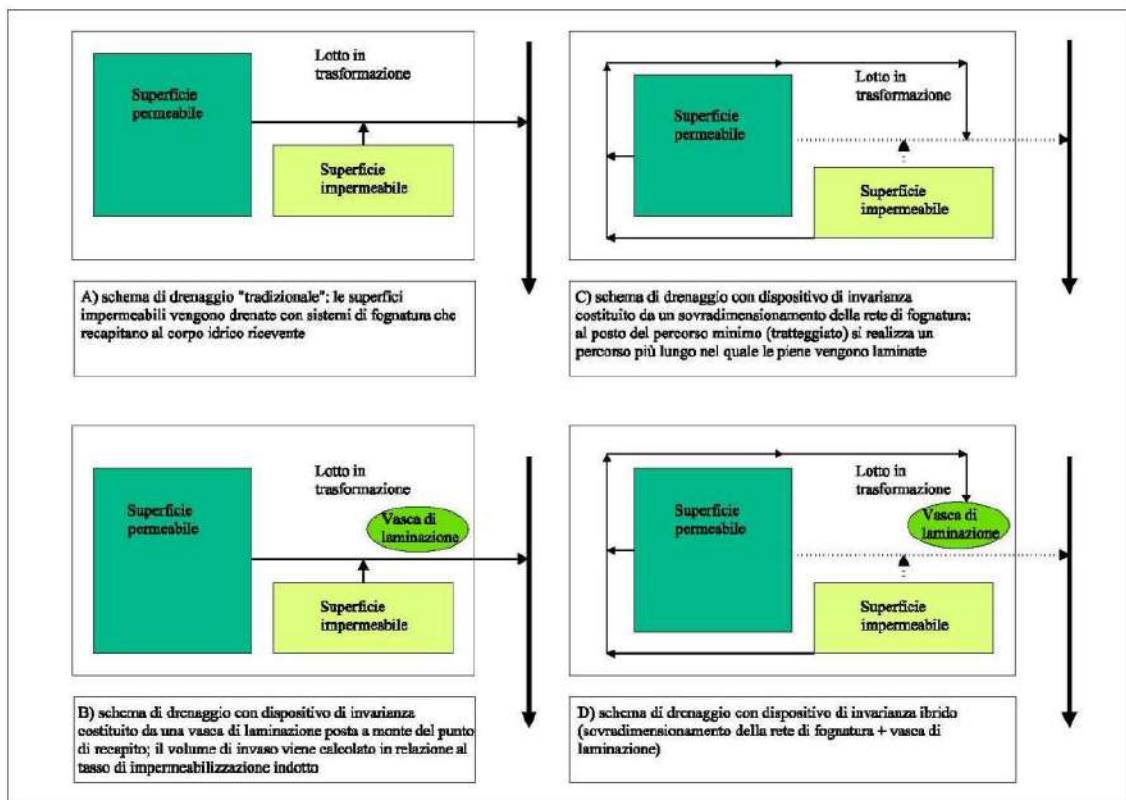 Lotto in
trasformazione
Superficie
permeabile
Superficie
impermeabile
A) schema di drenaggio "tradizionale"; le superfici
impermeabili vengono drenate con sistemi di fognatura che
recapitano al corpo idrico ricevente
Lotto in
trasformazione
Superficie
permeabile
Superficie
impermeabile
C) schema di drenaggio con dispositivo di invarianza
costituito da un sovradimensionamento della rete di fognatura:
al posto del percorso minimo (tratteggiato) si realizza un
percorso più lungo nel quale le piene vengono laminate
Lotto in
trasformazione
Superficie
permeabile
Vasca di
laminazione
Superficie
impermeabile
B) schema di drenaggio con dispositivo di invarianza
costituito da una vasca di laminazione posta a monte del punto
di recapito; il volume di invaso viene calcolato in relazione al
tasso di impermeabilizzazione indotto
Lotto in
trasformazione
Superficie
permeabile
Vasca di
laminazione
Superficie
impermeabile
D) schema di drenaggio con dispositivo di invarianza ibrido
(sovradimensionamento della rete di fognatura + vasca di
laminazione)